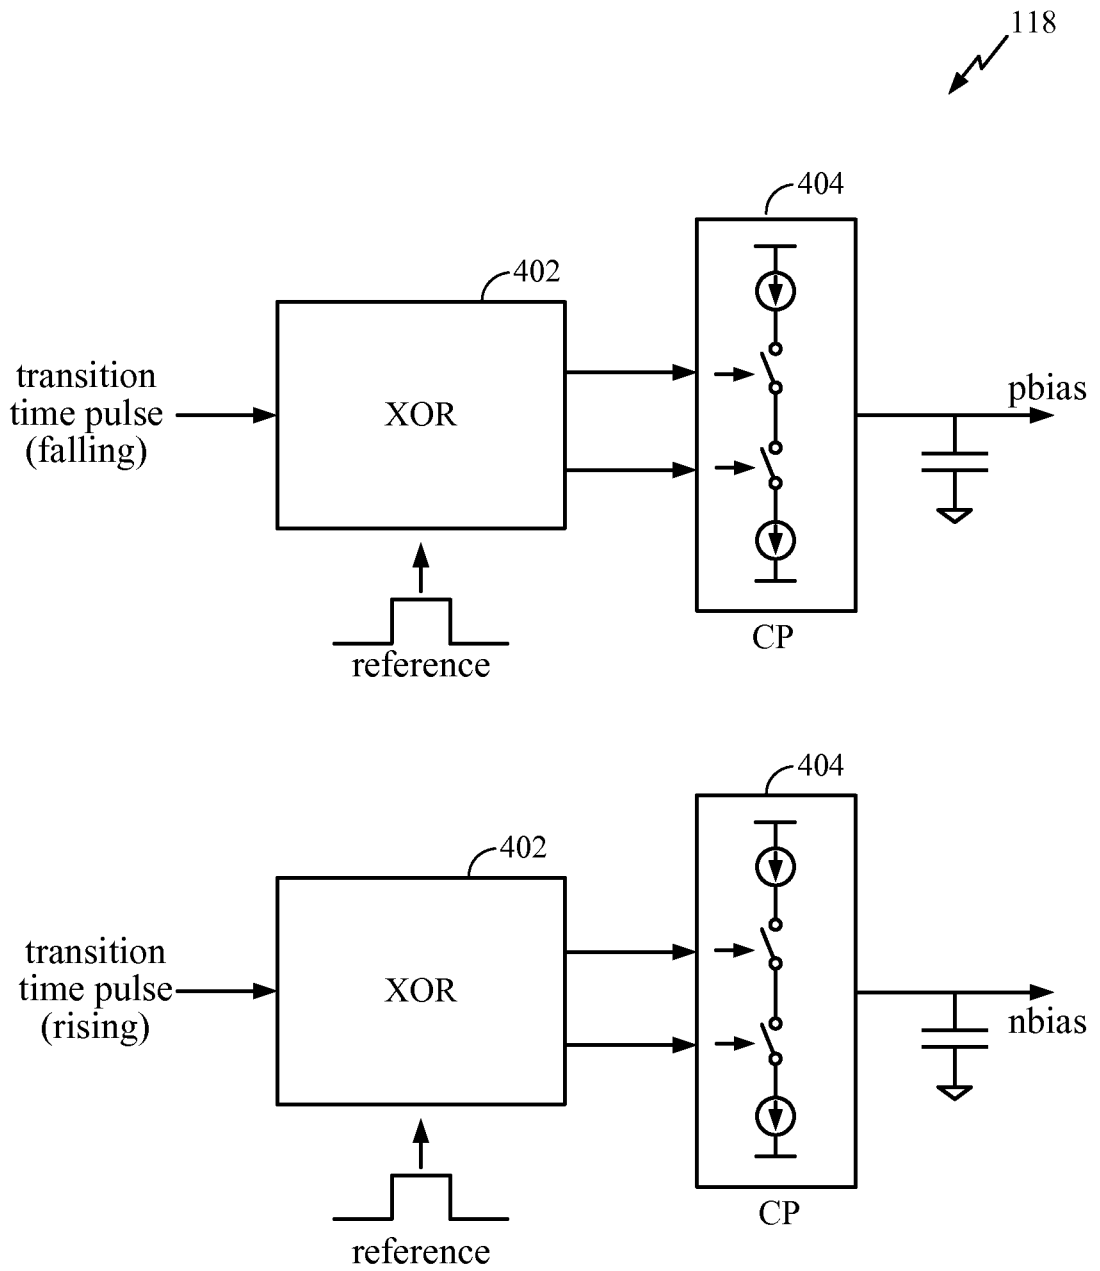 118
404
402
transition
time pulse
(falling)
XOR
pbias
reference
CP
404
402
transition
time pulse
(rising)
XOR
nbias
reference
CP